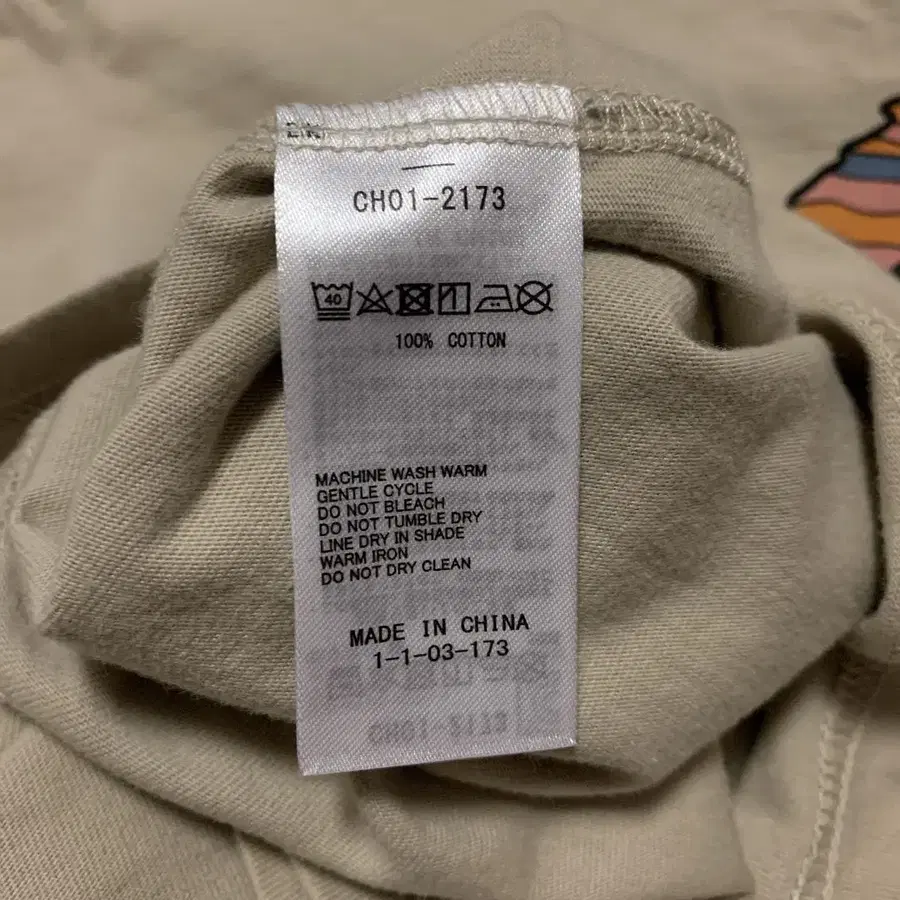 CH01-2173
40
100% COTTON
MACHINE WASH WARM
GENTLE CYCLE
DO NOT BLEACH
DO NOT TUMBLE DRY
LINE DRY IN SHADE
WARM IRON
DO NOT DRY CLEAN
MADE IN CHINA
1-1-03-173